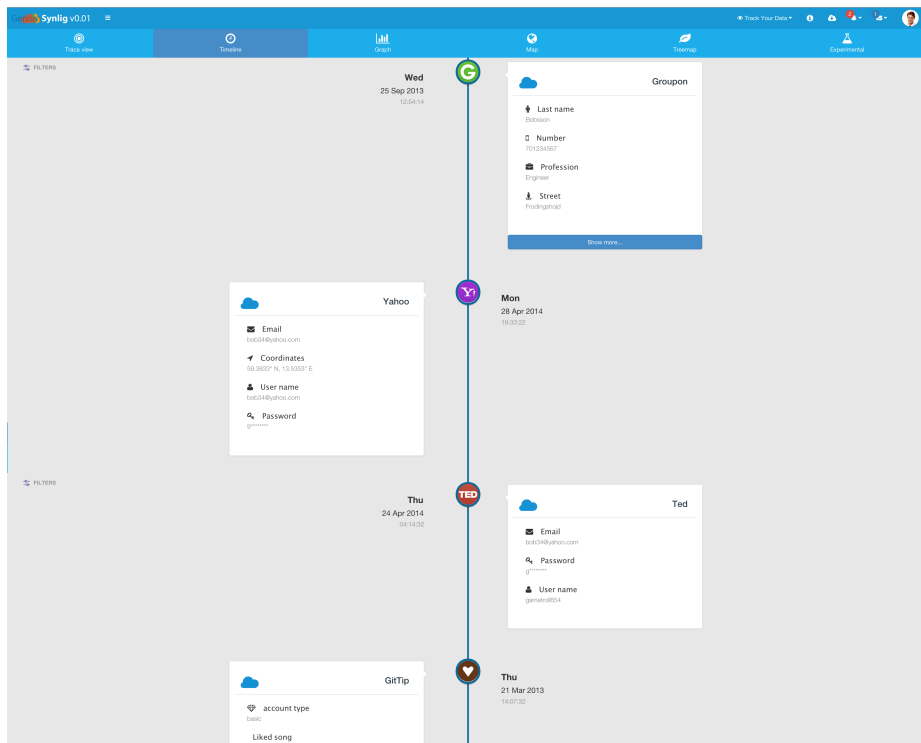 Synlig v0.01
Track Your Data
Trace view
Timeline
Graph
Map
Treemap
Experimental
FILTERS
Wed
25 Sep 2013
12:54:14
G
Groupon
Last name
Number
701234567
Profession
Engineer
Street
Show more...
Yahoo
Email
bob34@yahoo.com
Coordinates
59.3833° N, 13.5353° E
User name
bob34@yahoo.com
Password
g********
Y!
Mon
28 Apr 2014
19:33:22
FILTERS
Thu
24 Apr 2014
04:14:32
TED
Ted
Email
bob34@yahoo.com
Password
g********
User name
gametroll654
GitTip
account type
basic
Liked song
Thu
21 Mar 2013
14:07:32